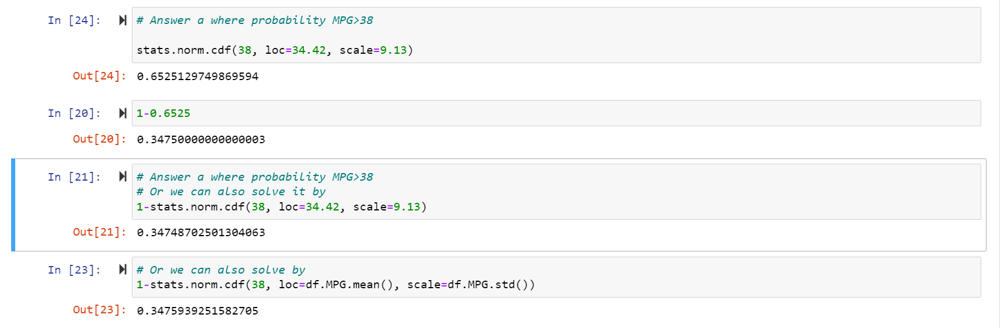 In [24]: # Answer a where probability MPG>38
stats.norm.cdf(38, loc=34.42, scale=9.13)
Out[24]: 0.6525129749869594
In [20]: 1-0.6525
Out[20]: 0.34750000000000003
In [21]: # Answer a where probability MPG>38
# Or we can also solve it by
1-stats.norm.cdf(38, loc=34.42, scale=9.13)
Out[21]: 0.34748702501304063
In [23]: # Or we can also solve by
1-stats.norm.cdf(38, loc=df.MPG.mean(), scale=df.MPG.std())
Out[23]: 0.3475939251582705